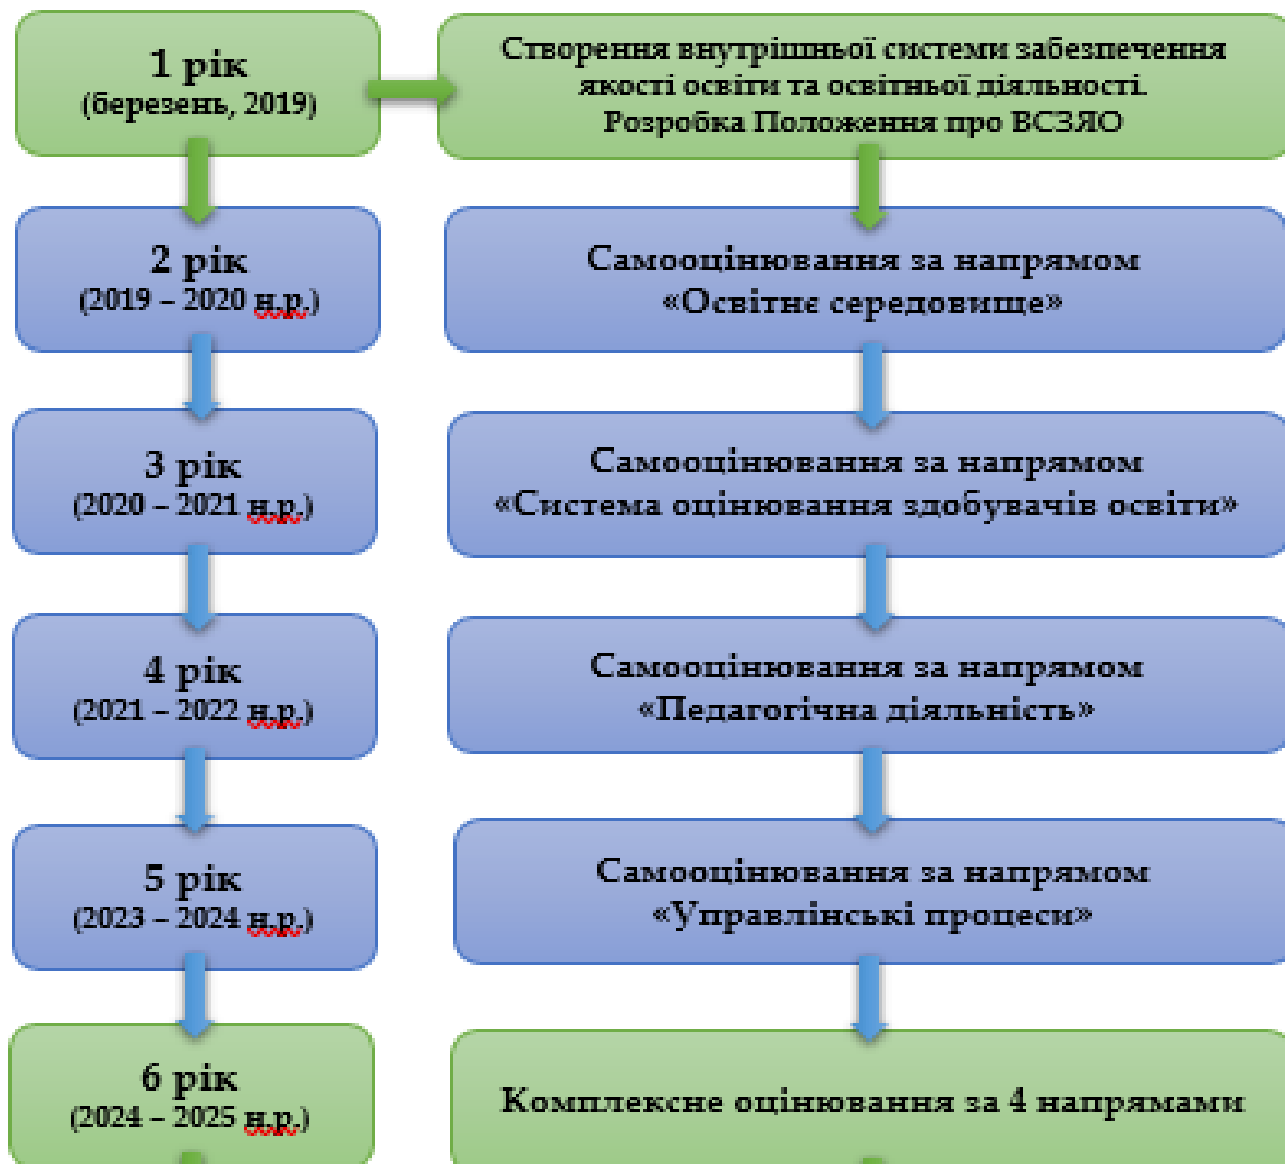 1 рік
(березень, 2019)
Створення внутрішньої системи забезпечення
якості освіти та освітньої діяльності.
Розробка Положення про ВСЗЯО
2 рік
(2019 – 2020 н.р.)
Самооцінювання за напрямом
«Освітнє середовище»
3 рік
(2020 – 2021 н.р.)
Самооцінювання за напрямом
«Система оцінювання здобувачів освіти»
4 рік
(2021 – 2022 н.р.)
Самооцінювання за напрямом
«Педагогічна діяльність»
5 рік
(2023 – 2024 н.р.)
Самооцінювання за напрямом
«Управлінські процеси»
6 рік
(2024 – 2025 н.р.)
Комплексне оцінювання за 4 напрямами